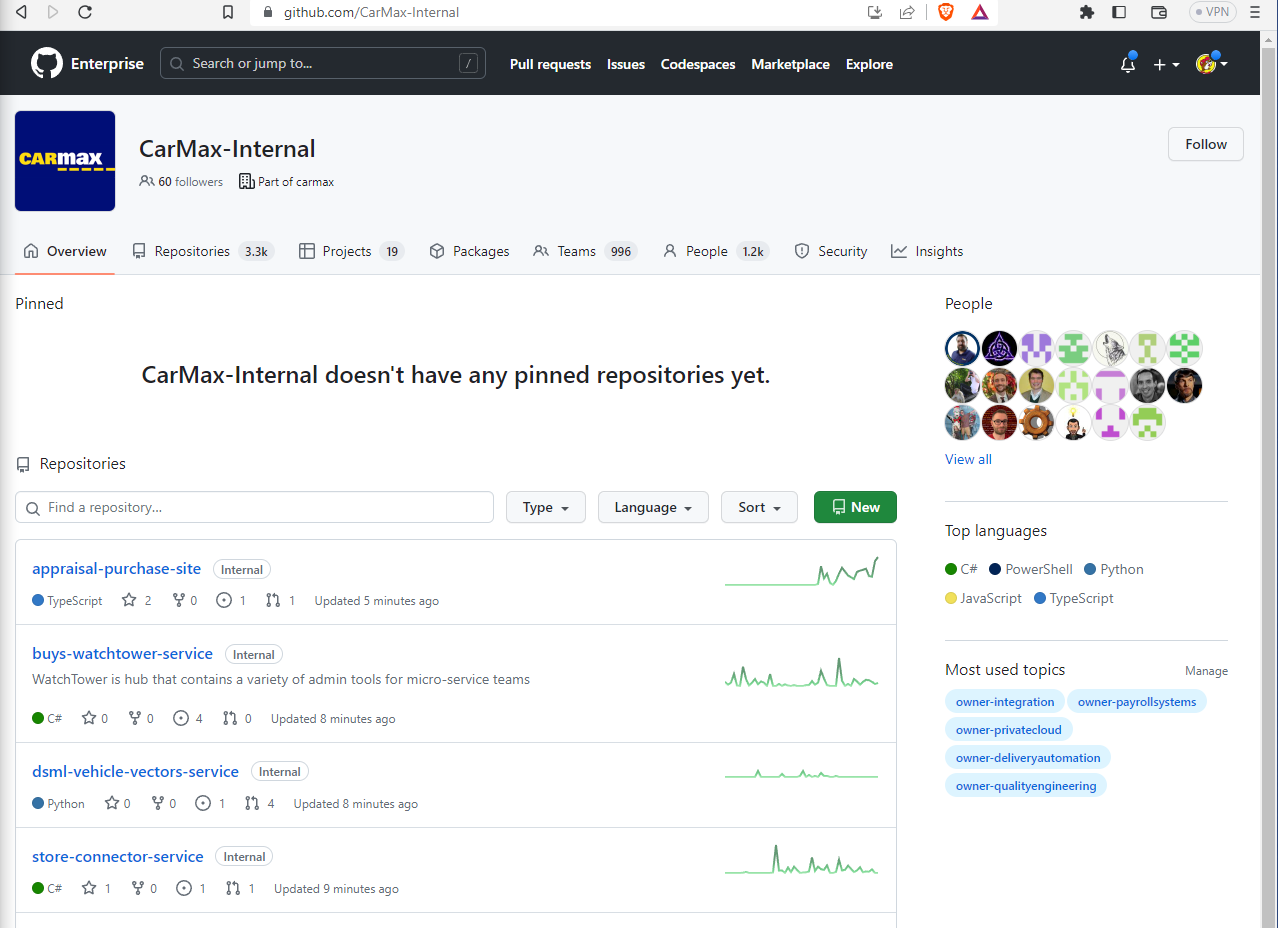 github.com/CarMax-Internal
VPN
Enterprise
Search or jump to...
/
Pull requests Issues Codespaces Marketplace Explore
CARMAX
CarMax-Internal
60 followers Part of carmax
Follow
Overview Repositories 3.3k Projects 19 Packages Teams 996 People 1.2k Security Insights
Pinned
CarMax-Internal doesn't have any pinned repositories yet.
Repositories
Find a repository...
Type Language Sort New
appraisal-purchase-site Internal
TypeScript 2 0 1 1 Updated 5 minutes ago
buys-watchtower-service Internal
WatchTower is hub that contains a variety of admin tools for micro-service teams
C# 0 0 4 0 Updated 8 minutes ago
dsml-vehicle-vectors-service Internal
Python 0 0 1 4 Updated 8 minutes ago
store-connector-service Internal
C# 1 0 1 1 Updated 9 minutes ago
People
View all
Top languages
C# PowerShell Python
JavaScript TypeScript
Most used topics Manage
owner-integration owner-payrollsystems
owner-privatecloud
owner-deliveryautomation
owner-qualityengineering